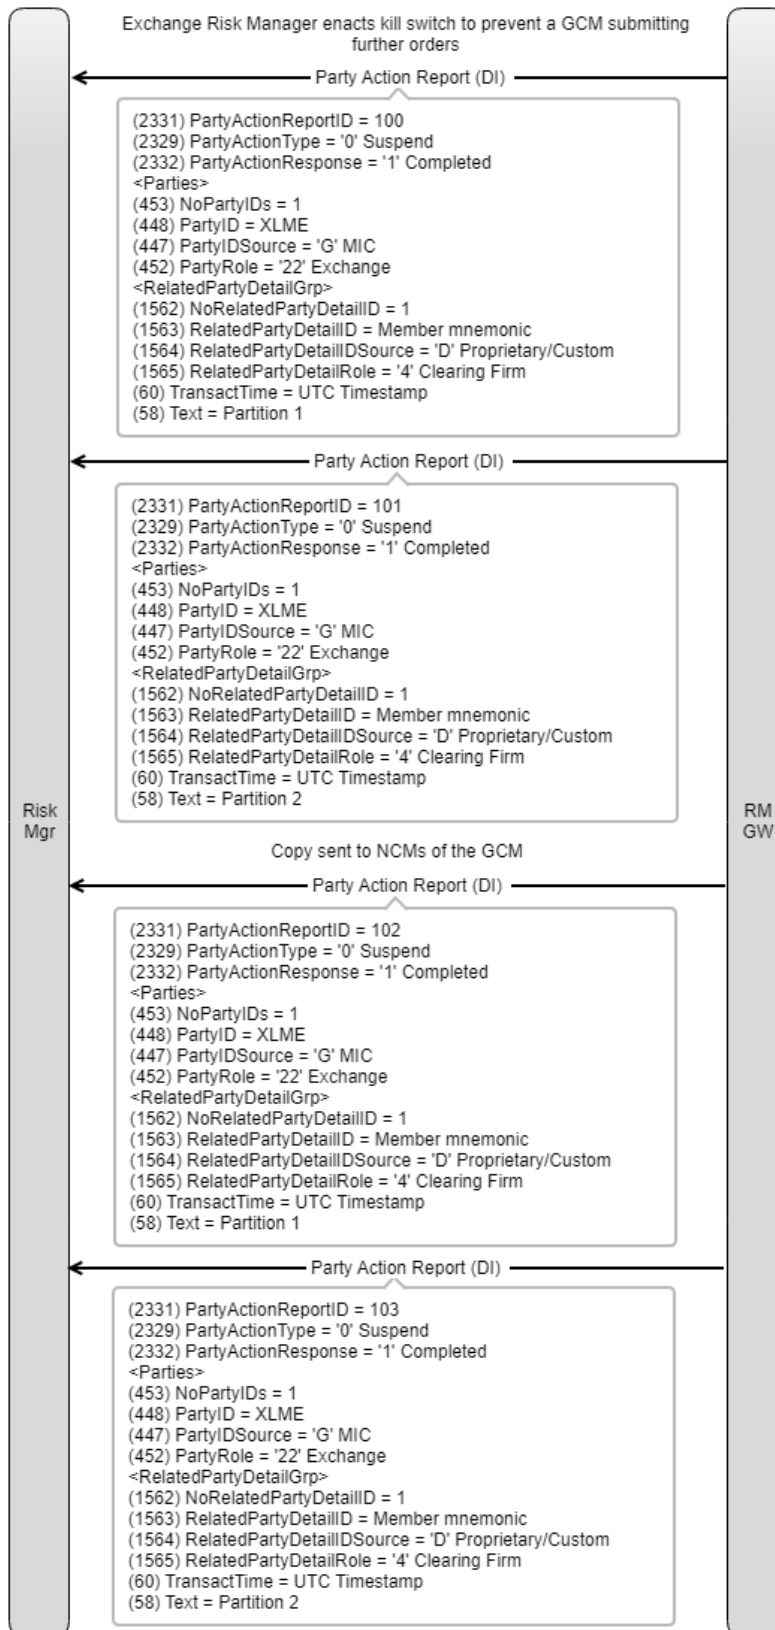 Exchange Risk Manager enacts kill switch to prevent a GCM submitting
further orders
Party Action Report (DI)
(2331) PartyActionReportID = 100
(2329) PartyActionType = '0' Suspend
(2332) PartyActionResponse = '1' Completed
<Parties>
(453) NoPartyIDs = 1
(448) PartyID = XLME
(447) PartyIDSource = 'G' MIC
(452) PartyRole = '22' Exchange
<RelatedPartyDetailGrp>
(1562) NoRelatedPartyDetailID = 1
(1563) RelatedPartyDetailID = Member mnemonic
(1564) RelatedPartyDetailIDSource = 'D' Proprietary/Custom
(1565) RelatedPartyDetailRole = '4' Clearing Firm
(60) TransactTime = UTC Timestamp
(58) Text = Partition 1
Party Action Report (DI)
(2331) PartyActionReportID = 101
(2329) PartyActionType = '0' Suspend
(2332) PartyActionResponse = '1' Completed
<Parties>
(453) NoPartyIDs = 1
(448) PartyID = XLME
(447) PartyIDSource = 'G' MIC
(452) PartyRole = '22' Exchange
<RelatedPartyDetailGrp>
(1562) NoRelatedPartyDetailID = 1
(1563) RelatedPartyDetailID = Member mnemonic
(1564) RelatedPartyDetailIDSource = 'D' Proprietary/Custom
(1565) RelatedPartyDetailRole = '4' Clearing Firm
(60) TransactTime = UTC Timestamp
(58) Text = Partition 2
Risk
Mgr
RM
GW
Copy sent to NCMs of the GCM
Party Action Report (DI)
(2331) PartyActionReportID = 102
(2329) PartyActionType = '0' Suspend
(2332) PartyActionResponse = '1' Completed
<Parties>
(453) NoPartyIDs = 1
(448) PartyID = XLME
(447) PartyIDSource = 'G' MIC
(452) PartyRole = '22' Exchange
<RelatedPartyDetailGrp>
(1562) NoRelatedPartyDetailID = 1
(1563) RelatedPartyDetailID = Member mnemonic
(1564) RelatedPartyDetailIDSource = 'D' Proprietary/Custom
(1565) RelatedPartyDetailRole = '4' Clearing Firm
(60) TransactTime = UTC Timestamp
(58) Text = Partition 1
Party Action Report (DI)
(2331) PartyActionReportID = 103
(2329) PartyActionType = '0' Suspend
(2332) PartyActionResponse = '1' Completed
<Parties>
(453) NoPartyIDs = 1
(448) PartyID = XLME
(447) PartyIDSource = 'G' MIC
(452) PartyRole = '22' Exchange
<RelatedPartyDetailGrp>
(1562) NoRelatedPartyDetailID = 1
(1563) RelatedPartyDetailID = Member mnemonic
(1564) RelatedPartyDetailIDSource = 'D' Proprietary/Custom
(1565) RelatedPartyDetailRole = '4' Clearing Firm
(60) TransactTime = UTC Timestamp
(58) Text = Partition 2